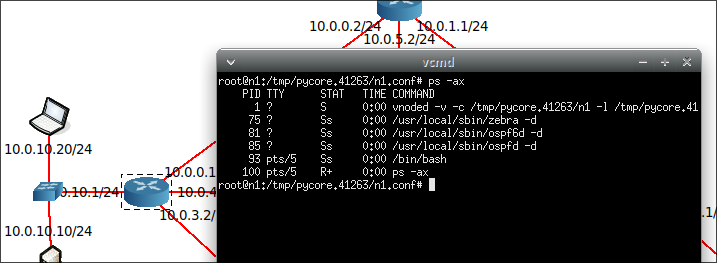 10.0.0.2/24
10.0.1.1/24
10.0.5.2/24
vcmd
root@n1:/tmp/pycore.41263/n1.conf# ps -ax
PID TTY STAT TIME COMMAND
1 ? S 0:00 vnoded -v -c /tmp/pycore.41263/n1 -l /tmp/pycore.41
75 ? Ss 0:00 /usr/local/sbin/zebra -d
81 ? Ss 0:00 /usr/local/sbin/ospf6d -d
85 ? Ss 0:00 /usr/local/sbin/ospfd -d
93 pts/5 Ss 0:00 /bin/bash
100 pts/5 R+ 0:00 ps -ax
root@n1:/tmp/pycore.41263/n1.conf#
10.0.10.20/24
10.0.0.1
.10.1/24
10.0.4
10.0.3.2/
10.0.10.10/24
1/24